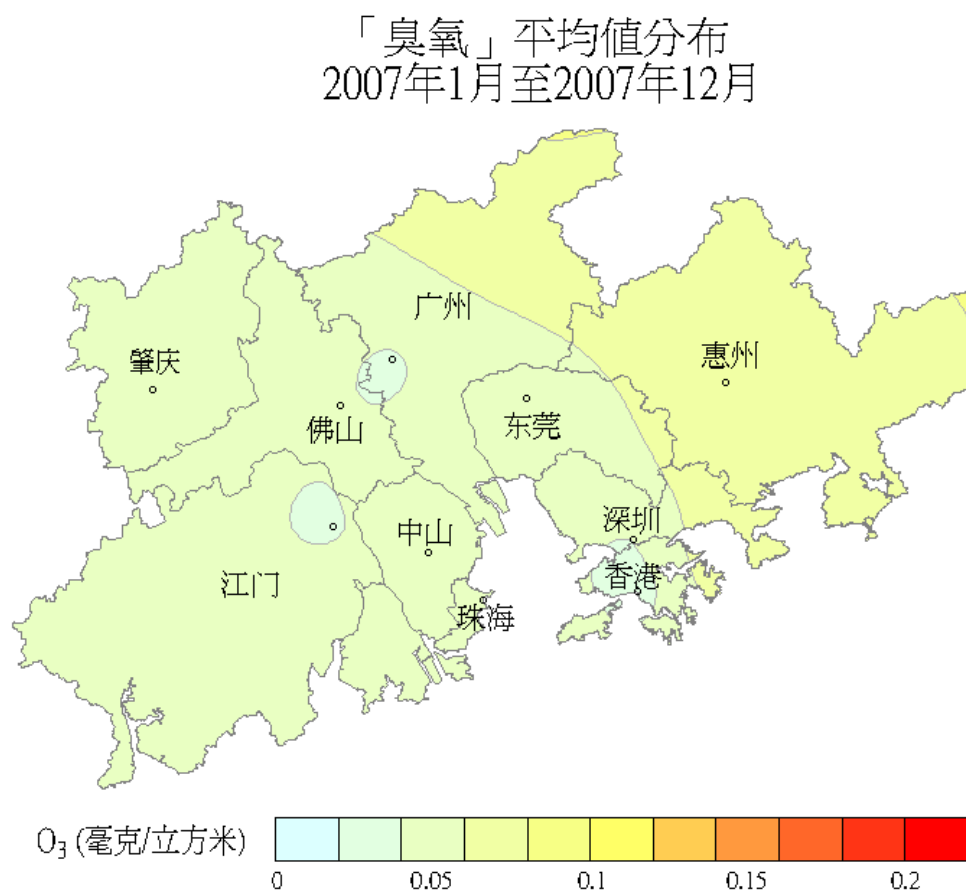 「臭氧」平均值分布
2007年1月至2007年12月
广州
惠州
肇庆
佛山
东莞
深圳
中山
香港
江门
珠海
O₃ (毫克/立方米)
0 0.05 0.1 0.15 0.2